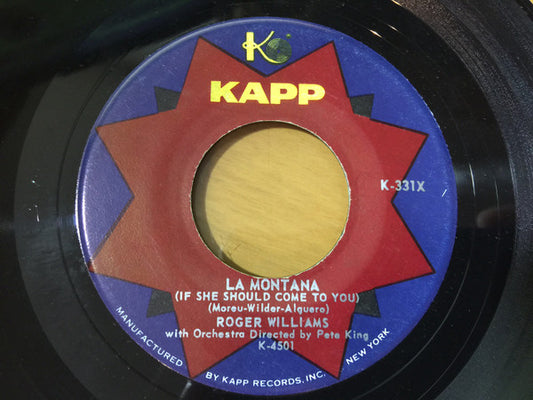 K
KAPP
K-331X
LA MONTANA
(IF SHE SHOULD COME TO YOU)
(Moreu-Wilder-Alguero)
ROGER WILLIAMS
with Orchestra Directed by Pete King
K-4501
MANUFACTURED BY KAPP RECORDS, INC. NEW YORK